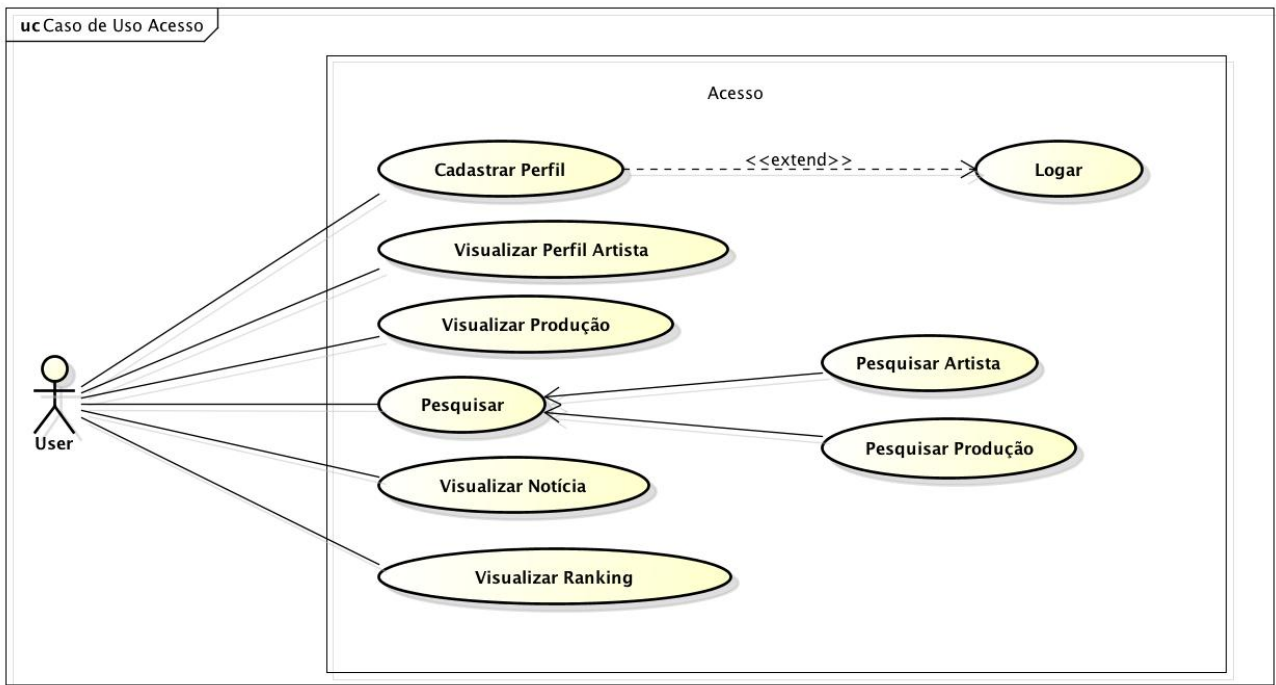 uc Caso de Uso Acesso
Acesso
Cadastrar Perfil
<<extend>>
Logar
Visualizar Perfil Artista
Visualizar Produção
Pesquisar Artista
Pesquisar
Pesquisar Produção
User
Visualizar Notícia
Visualizar Ranking